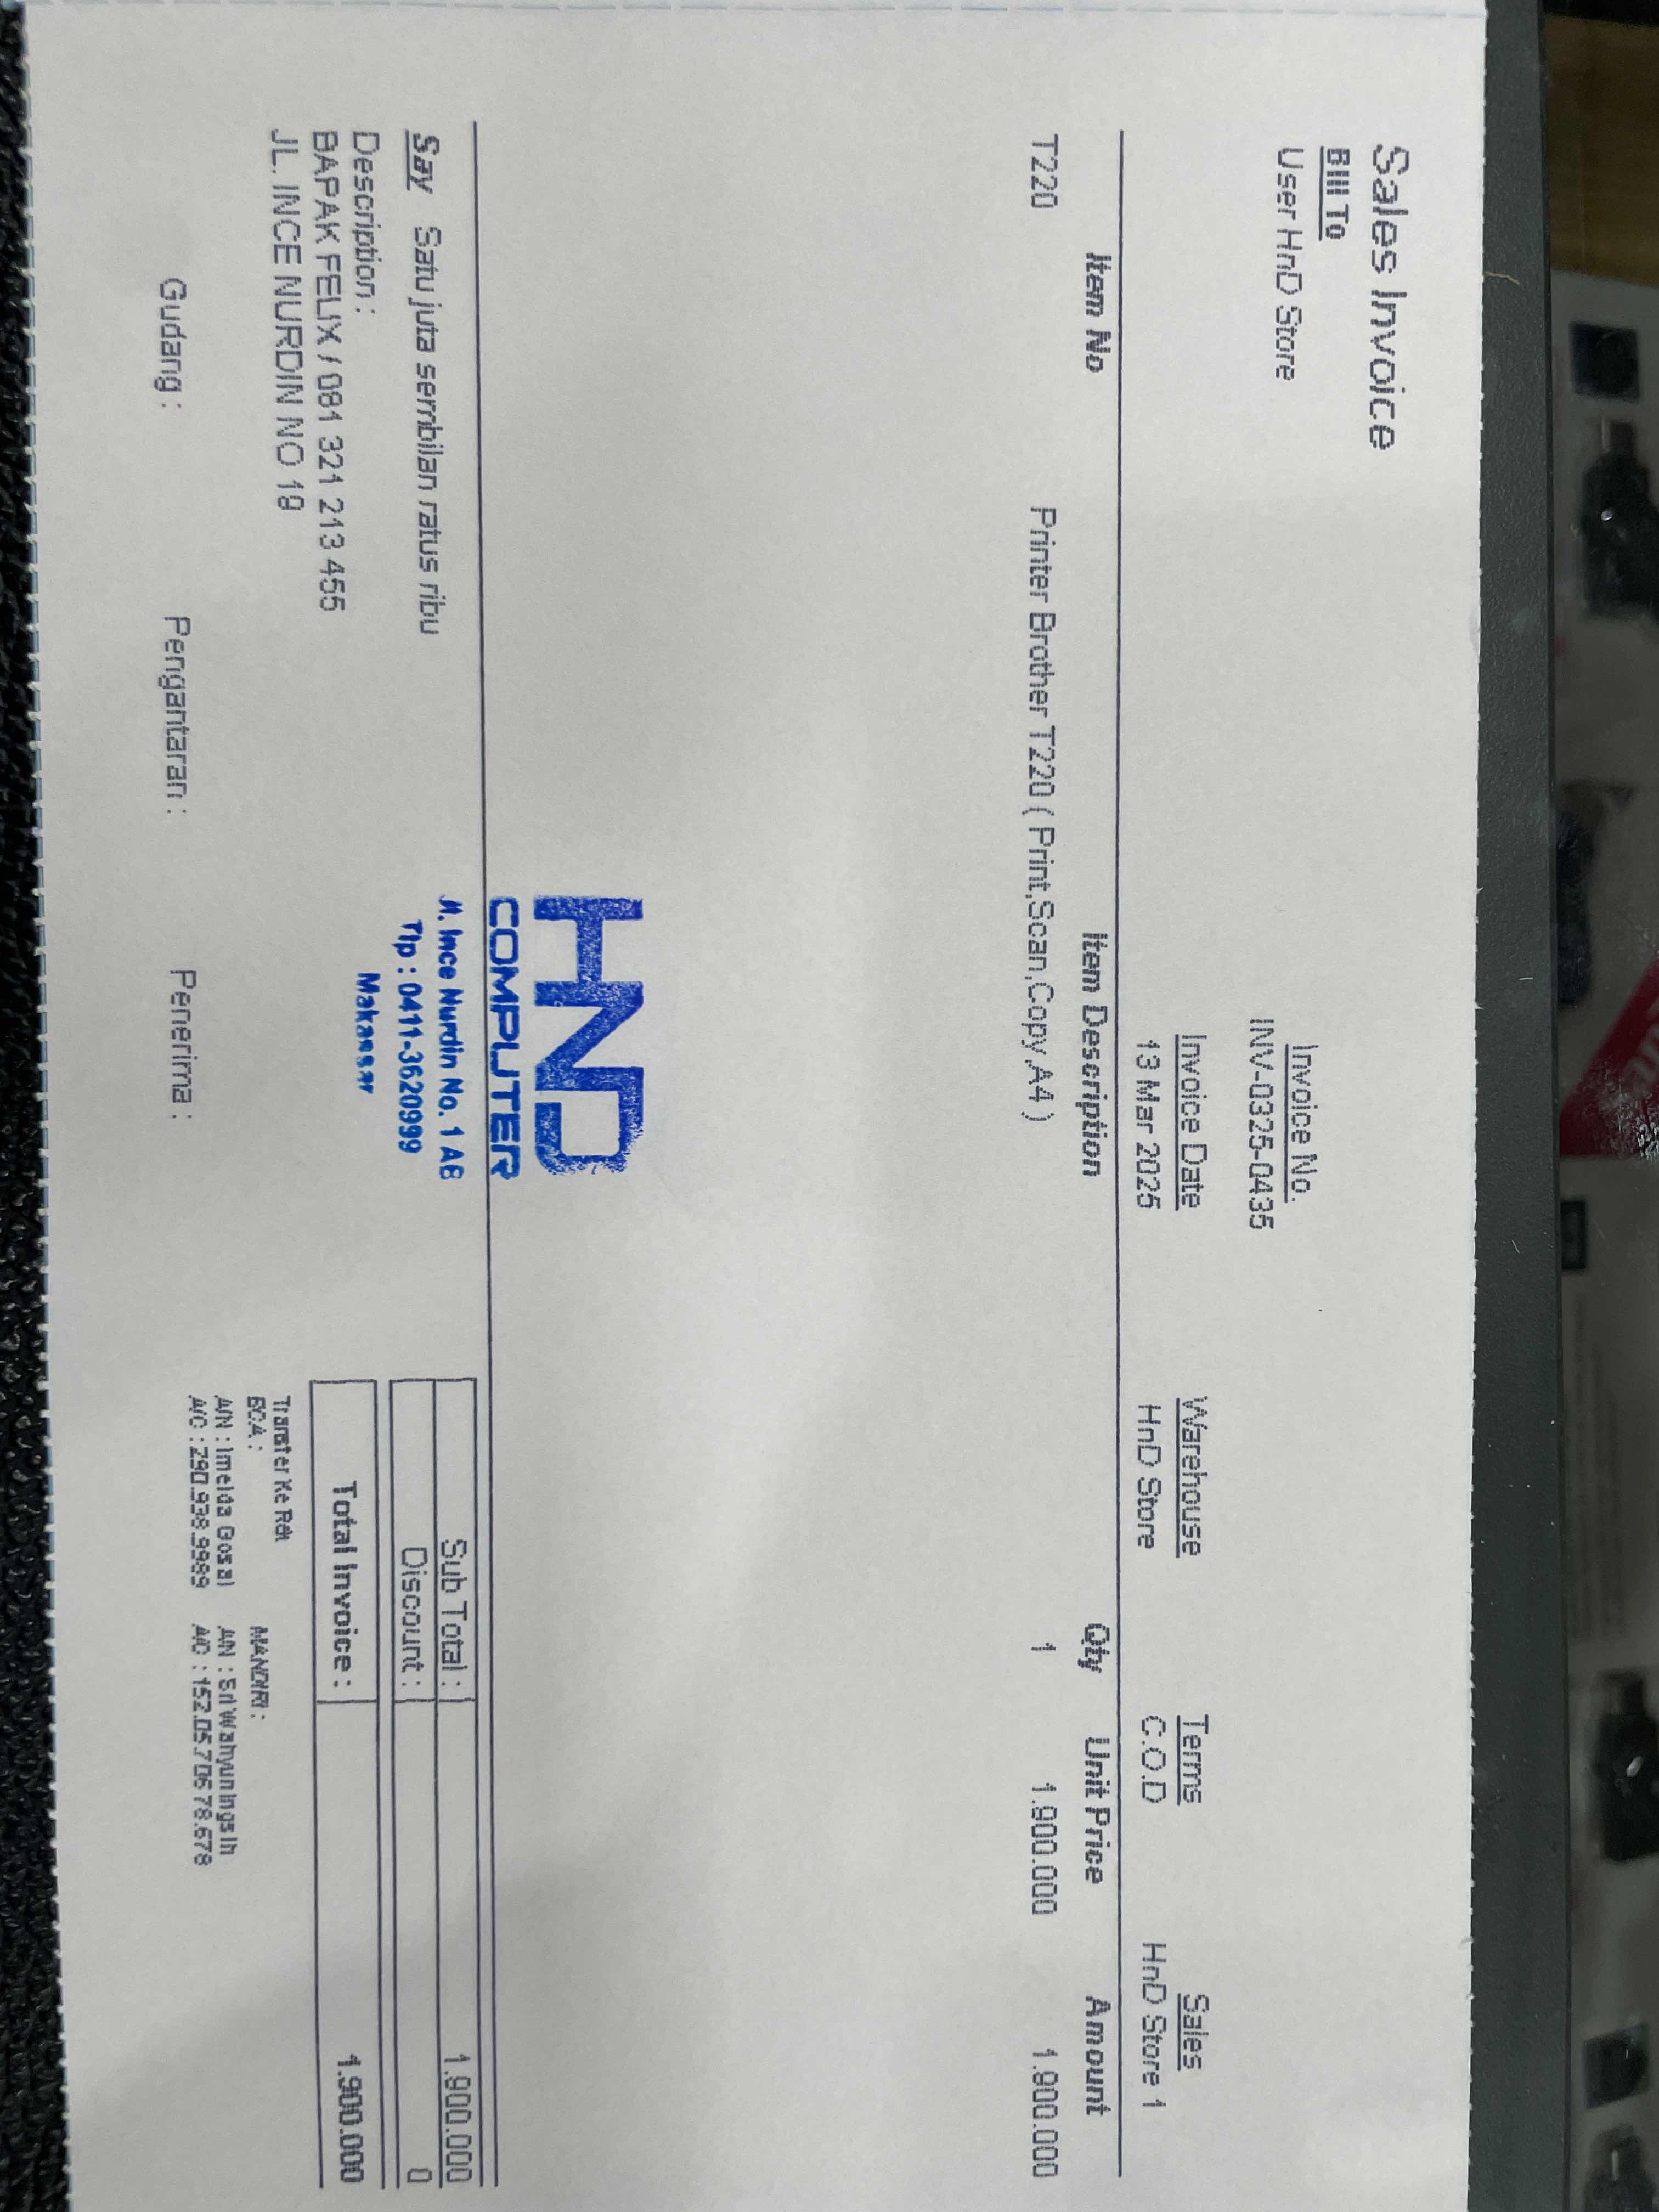 Sales Invoice
Bill To
User HnD Store
Invoice No.
INV-0325-0435
Invoice Date Warehouse Terms Sales
13 Mar 2025 HnD Store C.O.D HnD Store 1
Item No Item Description Qty Unit Price Amount
T220 Printer Brother T220 ( Print,Scan,Copy,A4 ) 1 1.900.000 1.900.000
HND
COMPUTER
Jl. Ince Nurdin No. 1 AB
Tlp : 0411-3620999
Makassar
Say Satu juta sembilan ratus ribu
Description :
BAPAK FELIX / 081 321 213 455
JL. INCE NURDIN NO 18
Sub Total : 1.900.000
Discount : 0
Total Invoice : 1.900.000
Gudang : Pengantaran : Penerima :
Transfer Ke Rek
BCA : MANDIRI :
A/N : Imelda Gosal A/N : Sri Wahyuningsih
A/C : 290.938.9989 A/C : 152.05.706.78.678